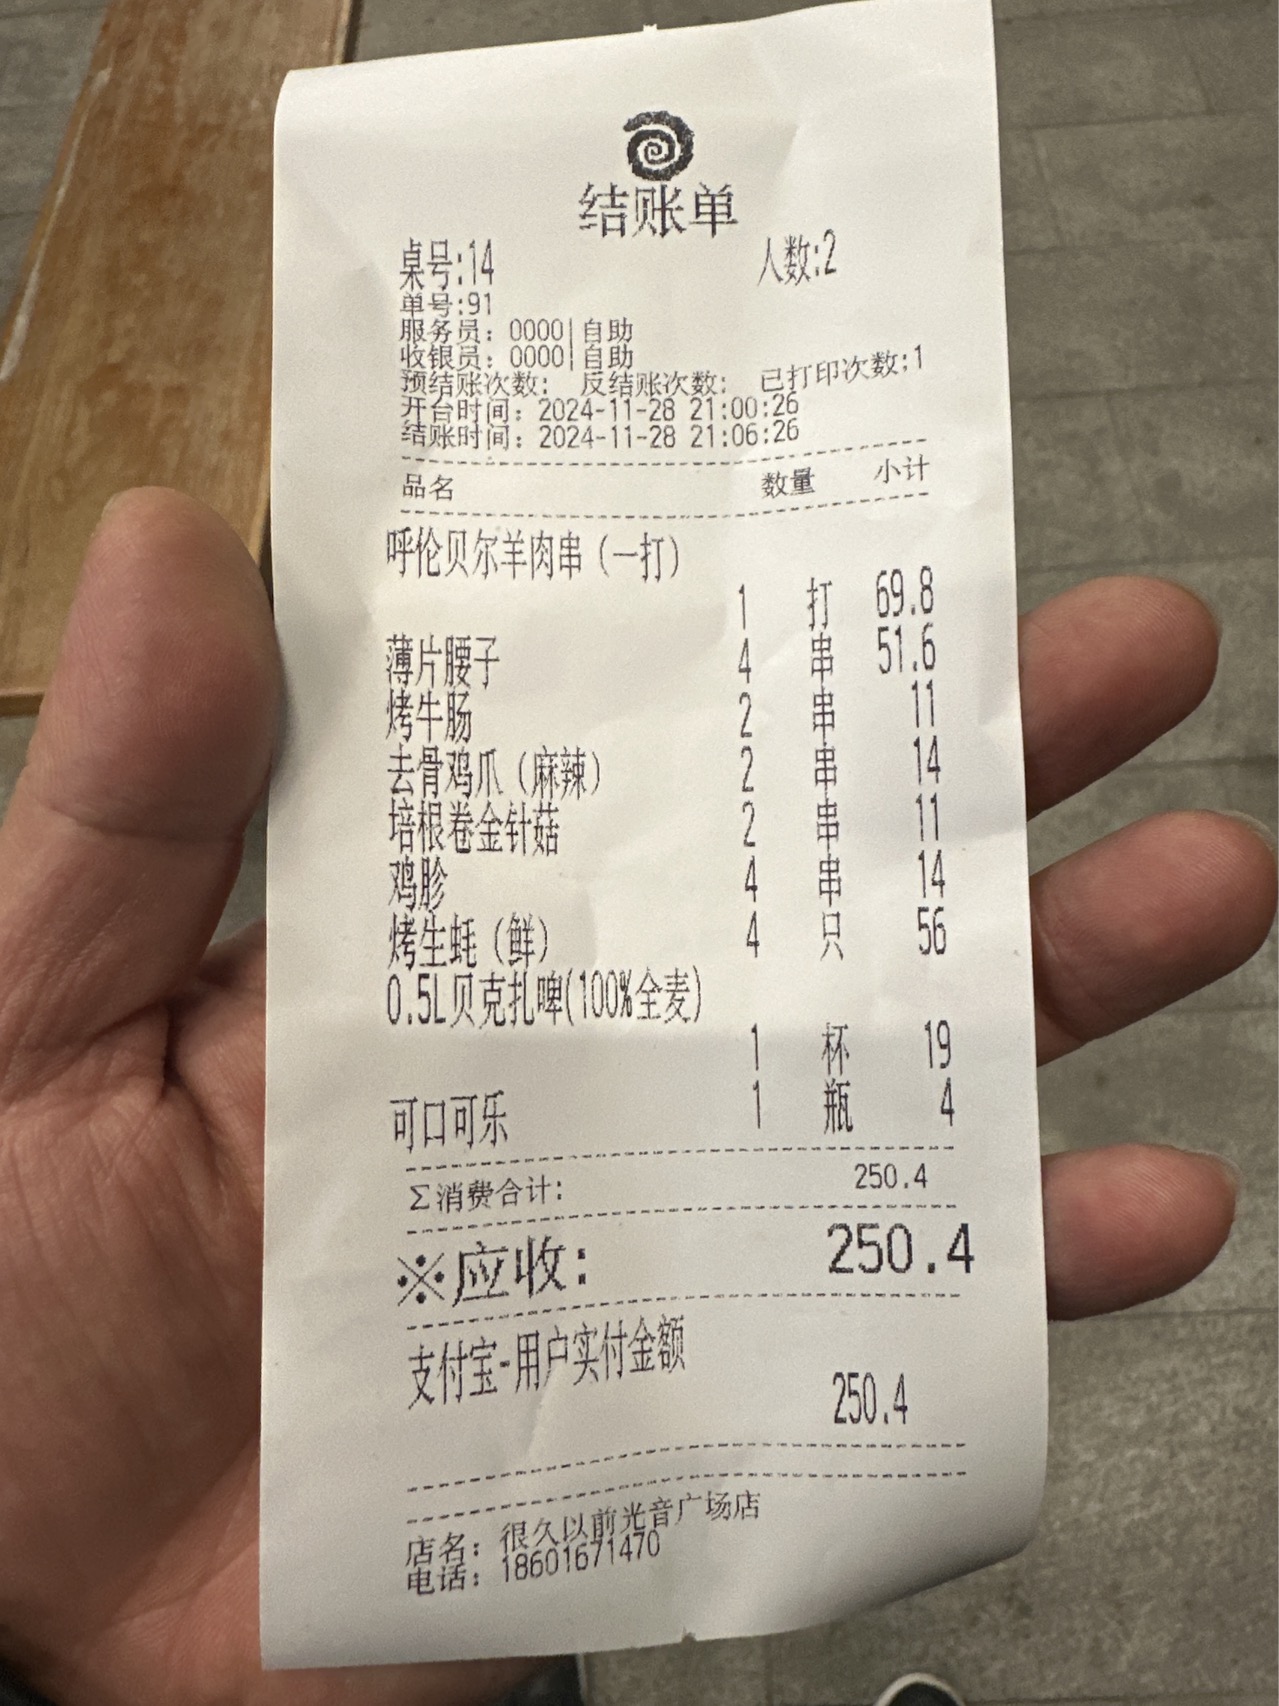 结账单
桌号:14 人数:2
单号:91
服务员: 0000|自助
收银员: 0000|自助
预结账次数: 反结账次数: 已打印次数:1
开台时间: 2024-11-28 21:00:26
结账时间: 2024-11-28 21:06:26
品名 数量 小计
呼伦贝尔羊肉串(一打)
1 打 69.8
薄片腰子 4 串 51.6
烤牛肠 2 串 11
去骨鸡爪(麻辣) 2 串 14
培根卷金针菇 2 串 11
鸡胗 4 串 14
烤生蚝(鲜) 4 只 56
0.5L贝克扎啤(100%全麦)
1 杯 19
可口可乐 1 瓶 4
Σ消费合计: 250.4
※应收: 250.4
支付宝-用户实付金额
250.4
店名: 很久以前光音广场店
电话: 18601671470